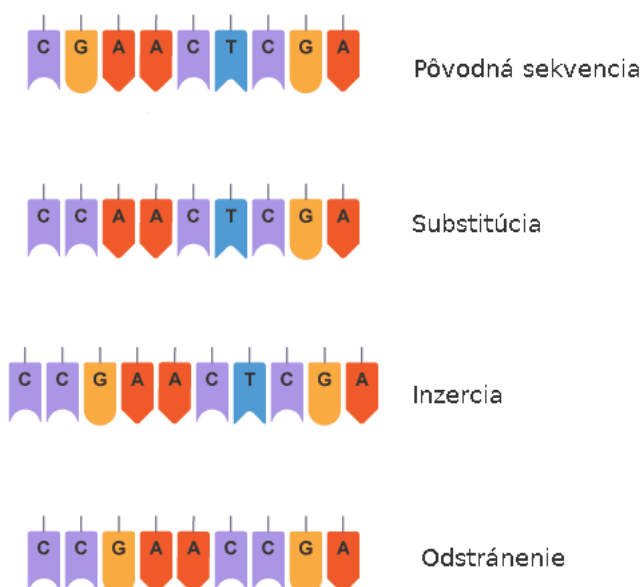 C G A A C T C G A
Pôvodná sekvencia
C C A A C T C G A
Substitúcia
C C G A A C T C G A
Inzercia
C C G A A C C G A
Odstránenie